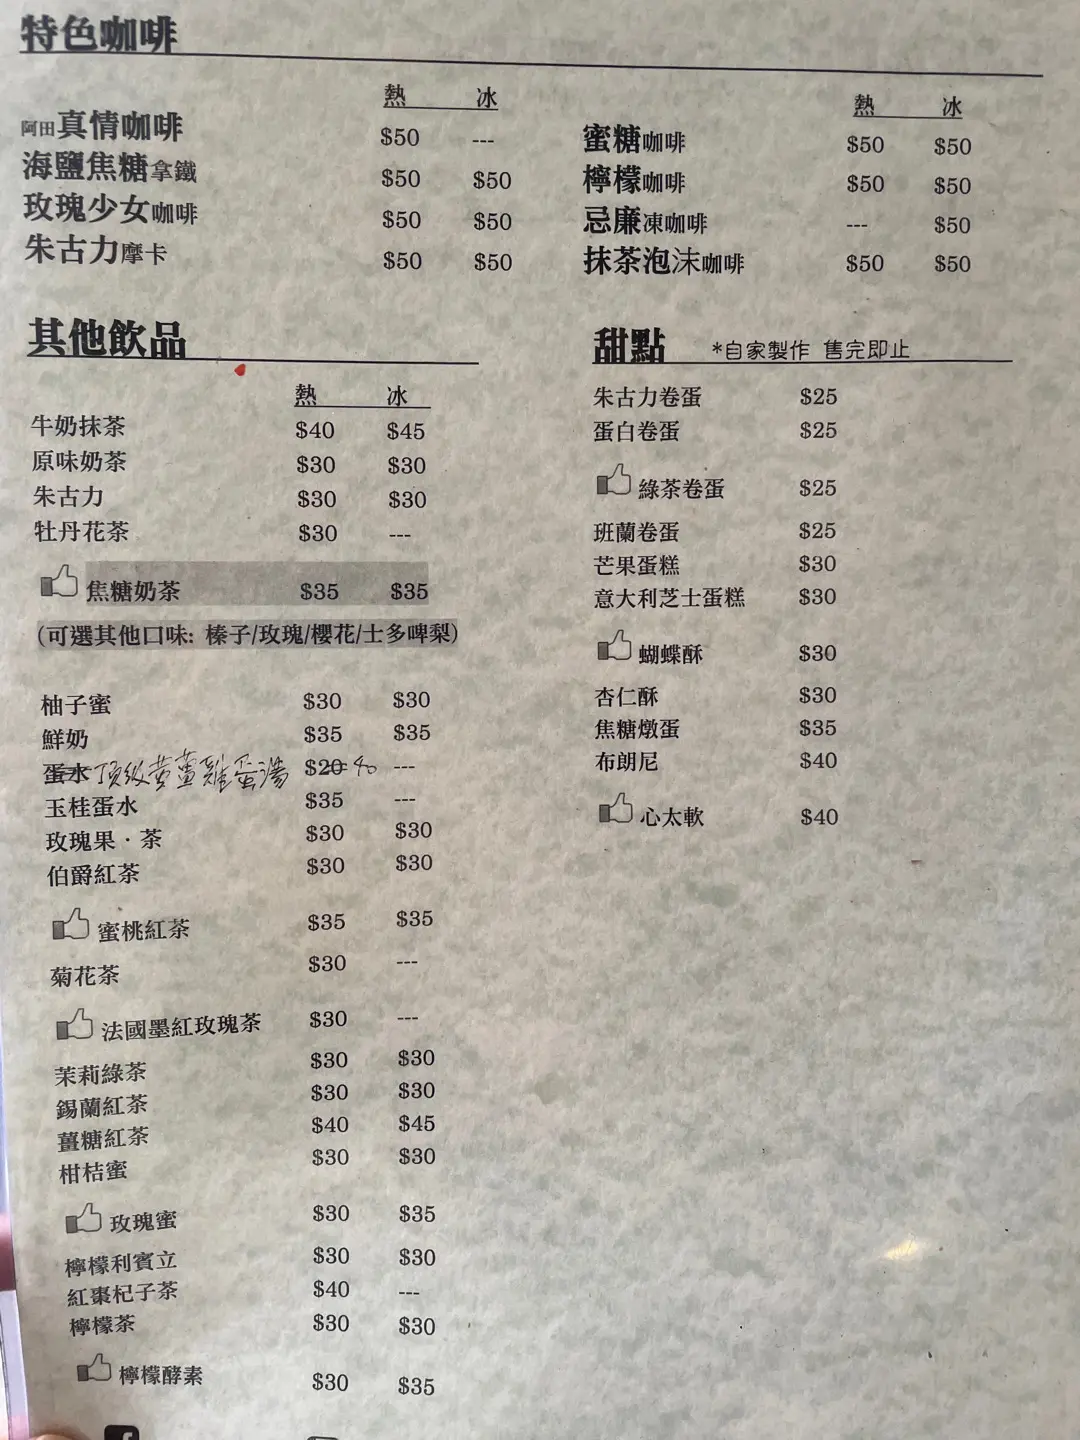 特色咖啡
熱 冰
阿田真情咖啡 $50 ---
海鹽焦糖拿鐵 $50 $50
玫瑰少女咖啡 $50 $50
朱古力摩卡 $50 $50
熱 冰
蜜糖咖啡 $50 $50
檸檬咖啡 $50 $50
忌廉凍咖啡 --- $50
抹茶泡沫咖啡 $50 $50
其他飲品
熱 冰
牛奶抹茶 $40 $45
原味奶茶 $30 $30
朱古力 $30 $30
牡丹花茶 $30 ---
焦糖奶茶 $35 $35
(可選其他口味: 榛子/玫瑰/櫻花/士多啤梨)
柚子蜜 $30 $30
鮮奶 $35 $35
蛋水 頂級黃薑雞蛋湯 $20 40 ---
玉桂蛋水 $35 ---
玫瑰果·茶 $30 $30
伯爵紅茶 $30 $30
蜜桃紅茶 $35 $35
菊花茶 $30 ---
法國墨紅玫瑰茶 $30 ---
茉莉綠茶 $30 $30
錫蘭紅茶 $30 $30
薑糖紅茶 $40 $45
柑桔蜜 $30 $30
玫瑰蜜 $30 $35
檸檬利賓立 $30 $30
紅棗杞子茶 $40 ---
檸檬茶 $30 $30
檸檬酵素 $30 $35
甜點 *自家製作 售完即止
朱古力卷蛋 $25
蛋白卷蛋 $25
綠茶卷蛋 $25
班蘭卷蛋 $25
芒果蛋糕 $30
意大利芝士蛋糕 $30
蝴蝶酥 $30
杏仁酥 $30
焦糖燉蛋 $35
布朗尼 $40
心太軟 $40